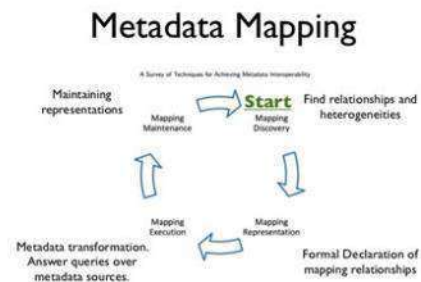 Metadata Mapping
A Survey of Techniques for Achieving Metadata Interoperability
Maintaining
representations
Mapping
Maintenance
Start
Mapping
Discovery
Find relationships and
heterogeneities
Metadata transformation.
Answer queries over
metadata sources.
Mapping
Execution
Mapping
Representation
Formal Declaration of
mapping relationships